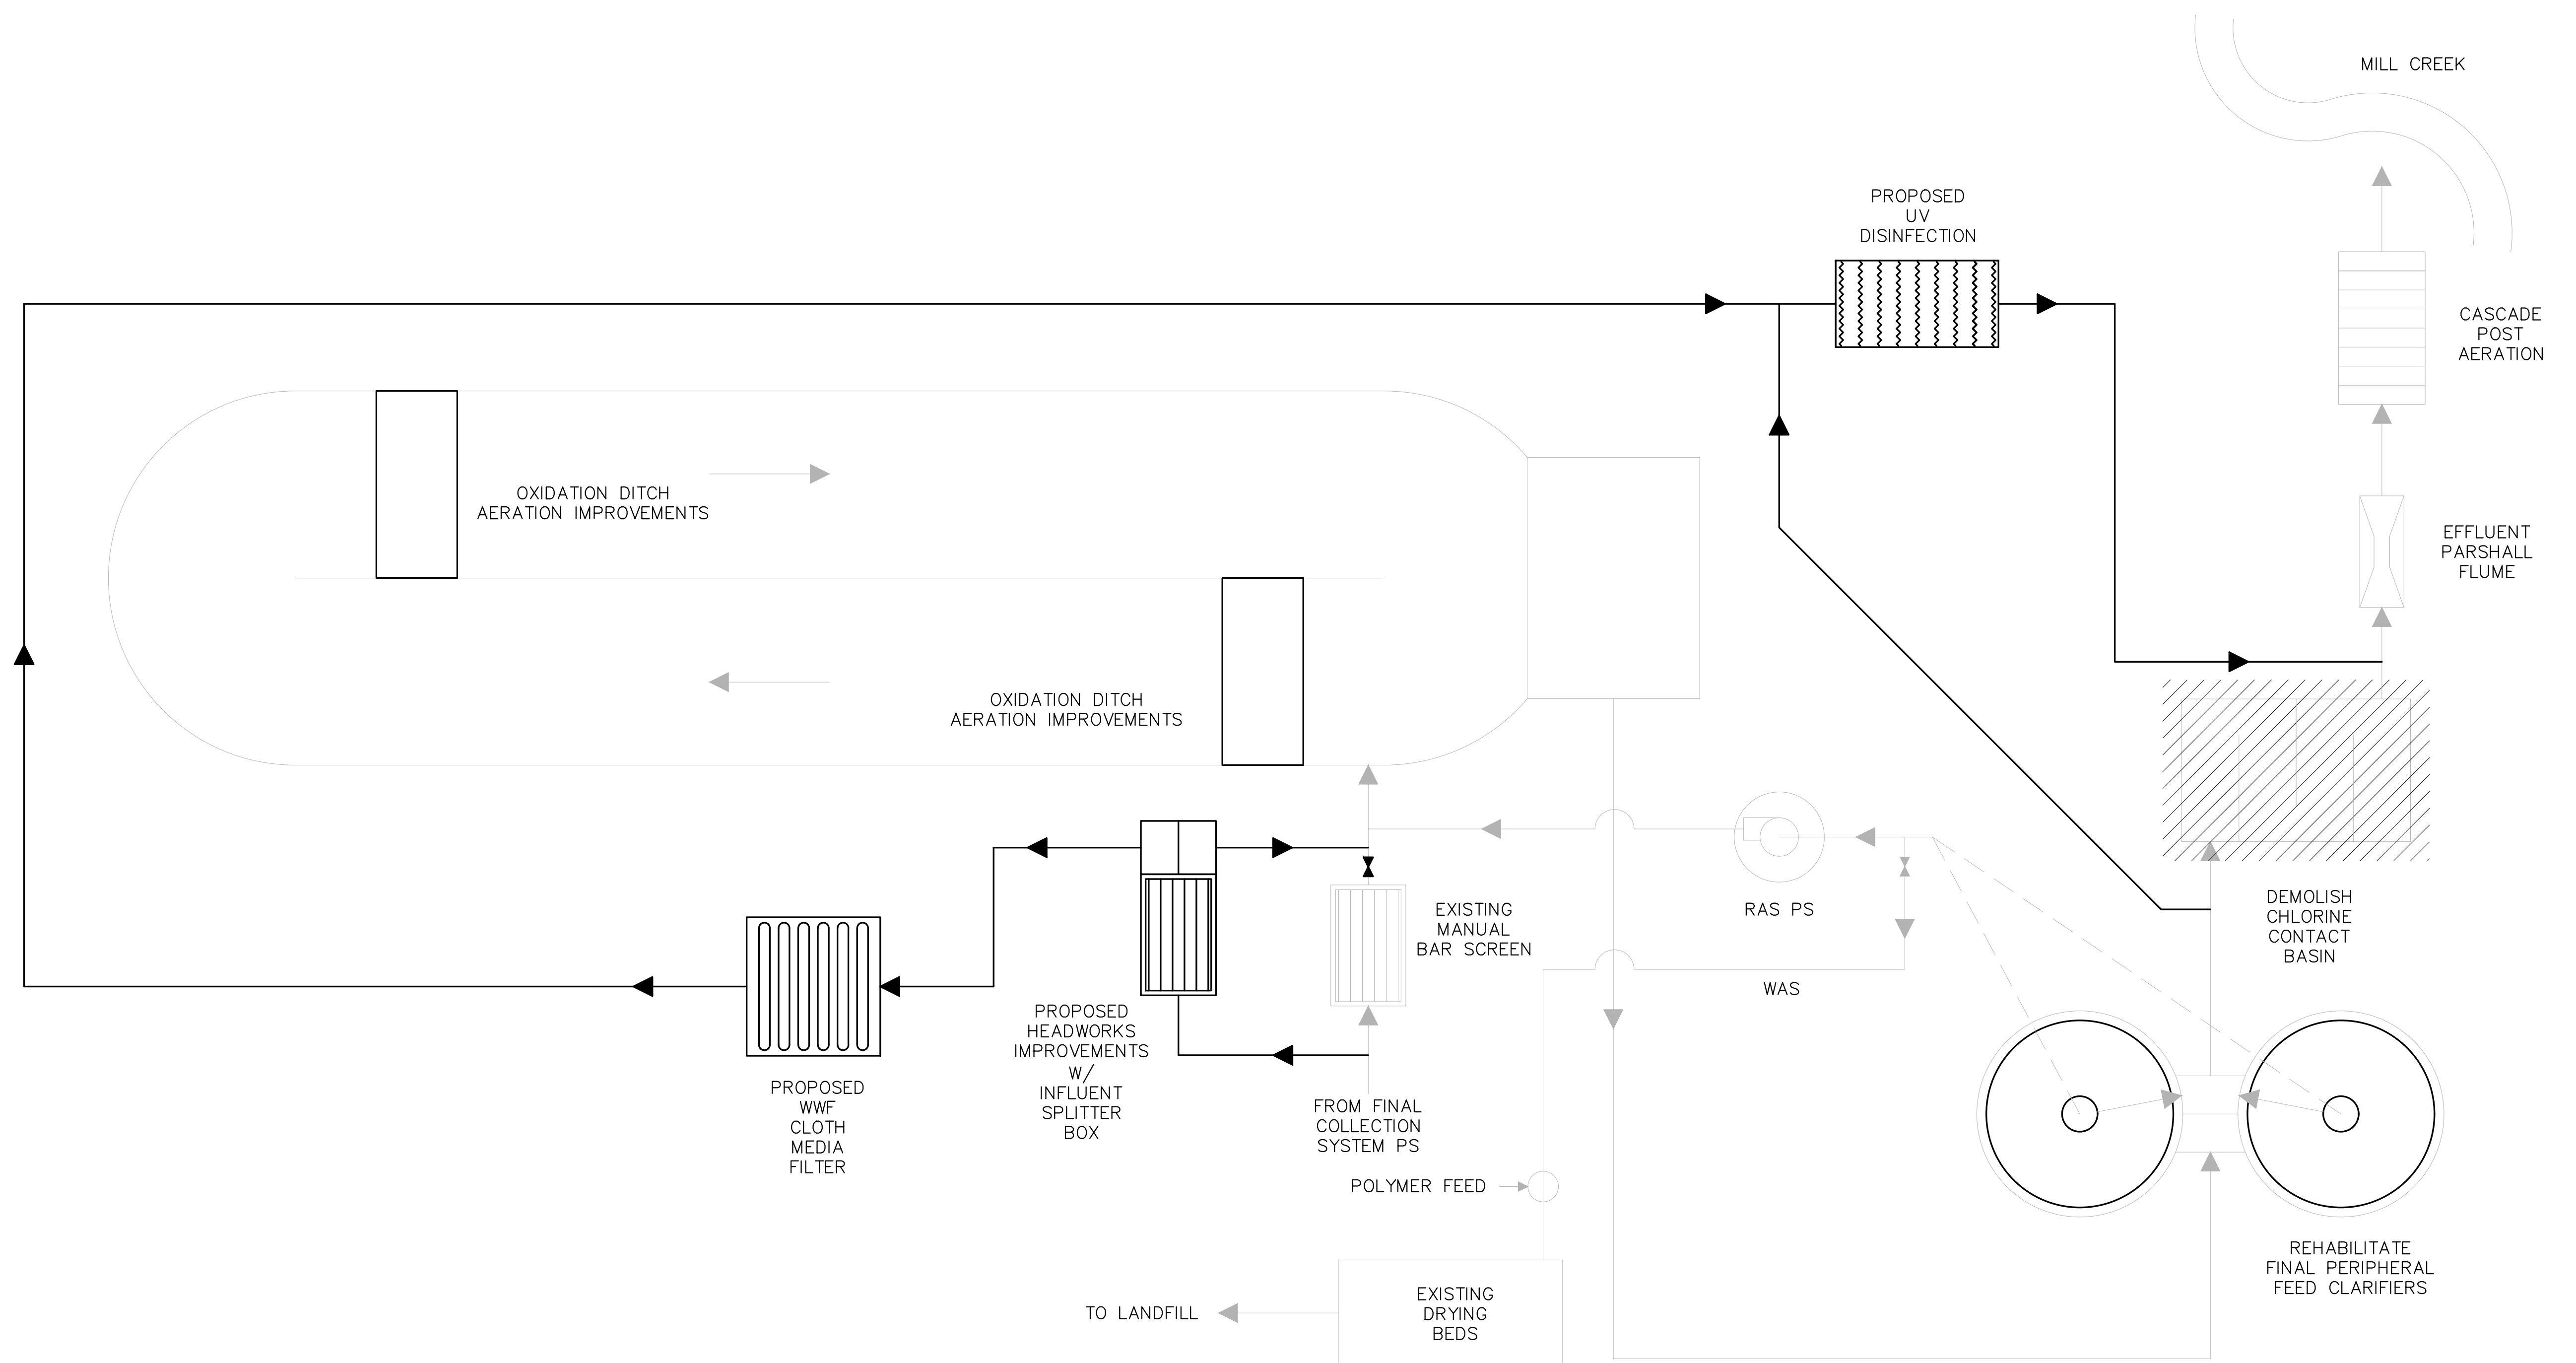 MILL CREEK
PROPOSED
UV
DISINFECTION
CASCADE
POST
AERATION
OXIDATION DITCH
AERATION IMPROVEMENTS
EFFLUENT
PARSHALL
FLUME
OXIDATION DITCH
AERATION IMPROVEMENTS
EXISTING
MANUAL
BAR SCREEN
RAS PS
DEMOLISH
CHLORINE
CONTACT
BASIN
WAS
PROPOSED
HEADWORKS
IMPROVEMENTS
W/
INFLUENT
SPLITTER
BOX
PROPOSED
WWF
CLOTH
MEDIA
FILTER
FROM FINAL
COLLECTION
SYSTEM PS
POLYMER FEED
REHABILITATE
FINAL PERIPHERAL
FEED CLARIFIERS
TO LANDFILL
EXISTING
DRYING
BEDS